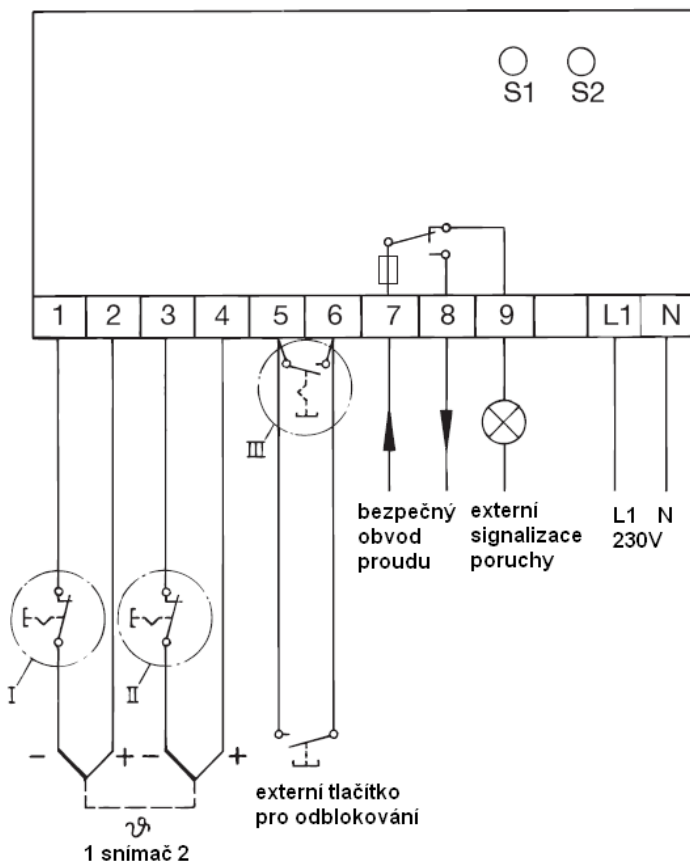 S1 S2
1 2 3 4 5 6 7 8 9 L1 N
III
bezpečný
obvod
proudu
externí
signalizace
poruchy
L1 N
230V
I II
- + - +
externí tlačítko
pro odblokování
ϑ
1 snímač 2